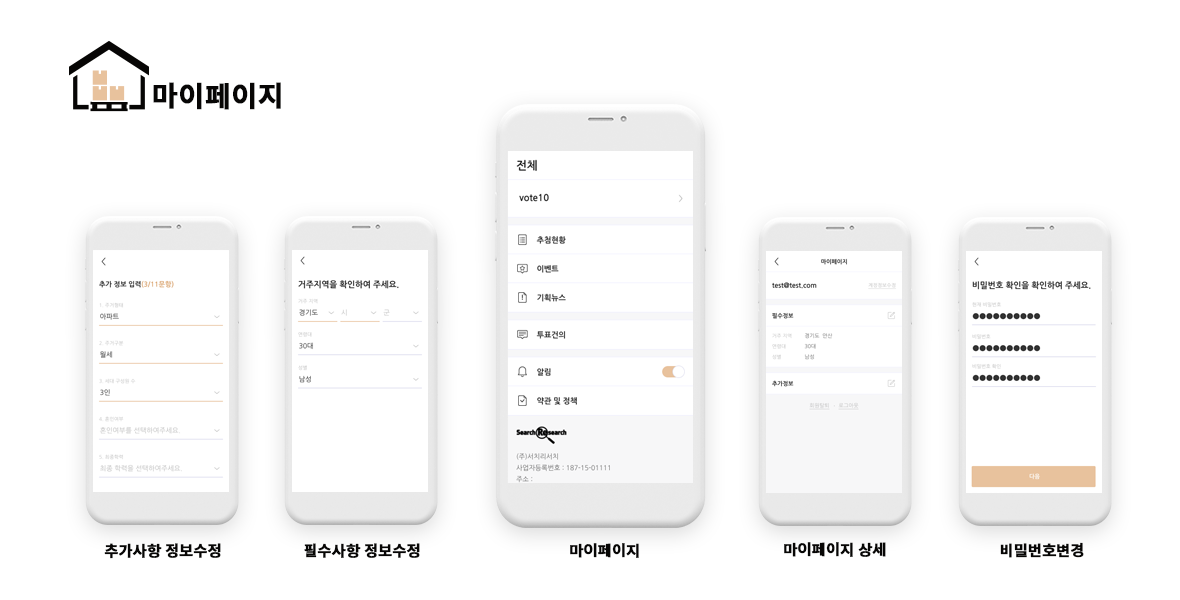 마이페이지
추가 정보 입력(3/11문항)
1. 주거형태
아파트
2. 주거구분
월세
3. 세대 구성원 수
3인
4. 혼인여부
혼인여부를 선택하여주세요.
5. 최종학력
최종 학력을 선택하여주세요.
추가사항 정보수정
거주지역을 확인하여 주세요.
거주 지역
경기도 시 군
연령대
30대
성별
남성
필수사항 정보수정
전체
vote10
추첨현황
이벤트
기획뉴스
투표건의
알림
약관 및 정책
Search Research
(주)서치리서치
사업자등록번호 : 187-15-01111
주소 :
마이페이지
마이페이지
test@test.com
필수정보
거주 지역 경기도 안산
연령대 30대
성별 남성
추가정보
회원탈퇴 · 로그아웃
마이페이지 상세
비밀번호 확인을 확인하여 주세요.
현재 비밀번호
비밀번호
비밀번호 확인
다음
비밀번호변경